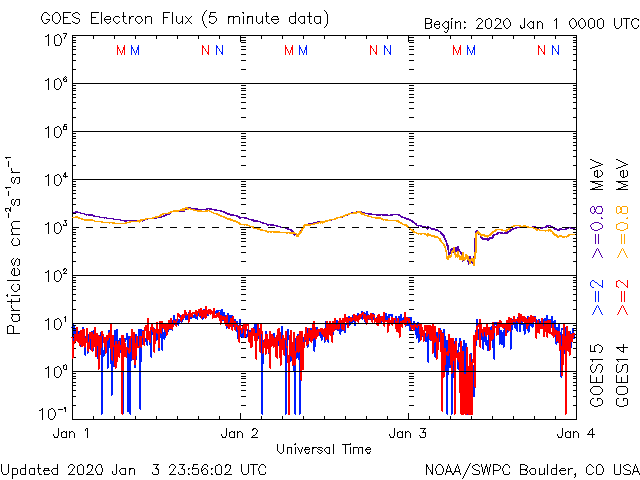 GOES Electron Flux (5 minute data)
Begin: 2020 Jan 1 0000 UTC
10⁷
M M N N M M N N M M N N
10⁶
10⁵
10⁴
10³
10²
10¹
10⁰
10⁻¹
Particles cm⁻²s⁻¹sr⁻¹
Jan 1 Jan 2 Jan 3 Jan 4
Universal Time
GOES15 >=2 >=0.8 MeV
GOES14 >=2 >=0.8 MeV
Updated 2020 Jan 3 23:56:02 UTC
NOAA/SWPC Boulder, CO USA